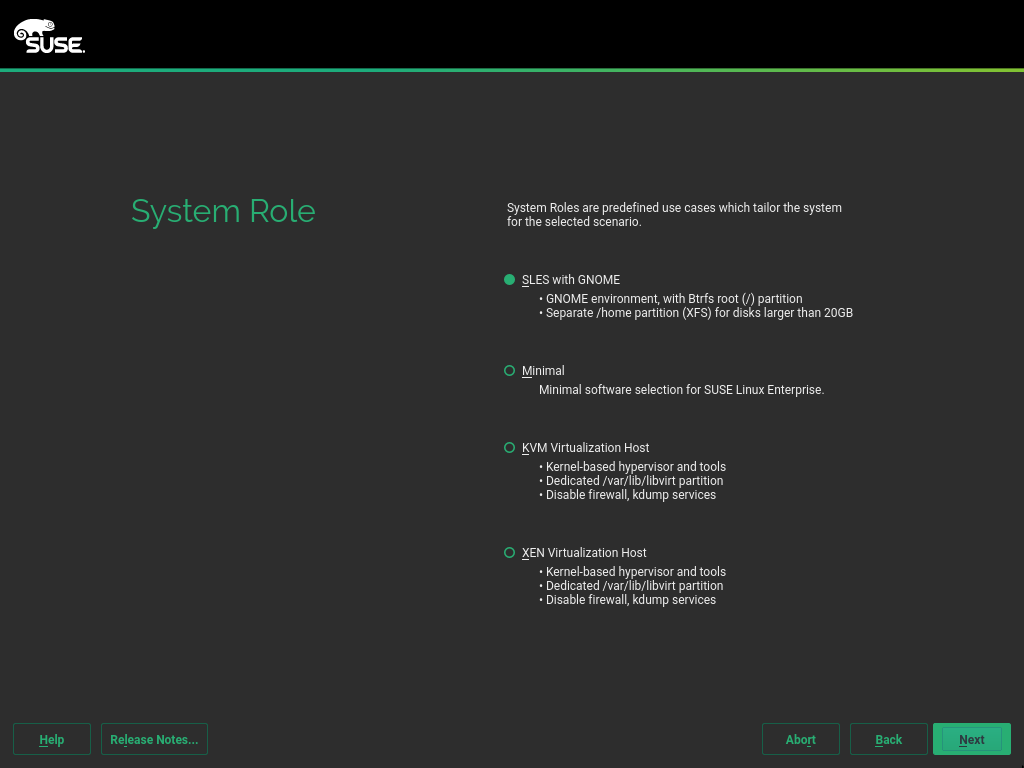 SUSE.
System Role
System Roles are predefined use cases which tailor the system
for the selected scenario.
SLES with GNOME
• GNOME environment, with Btrfs root (/) partition
• Separate /home partition (XFS) for disks larger than 20GB
Minimal
Minimal software selection for SUSE Linux Enterprise.
KVM Virtualization Host
• Kernel-based hypervisor and tools
• Dedicated /var/lib/libvirt partition
• Disable firewall, kdump services
XEN Virtualization Host
• Kernel-based hypervisor and tools
• Dedicated /var/lib/libvirt partition
• Disable firewall, kdump services
Help
Release Notes...
Abort
Back
Next